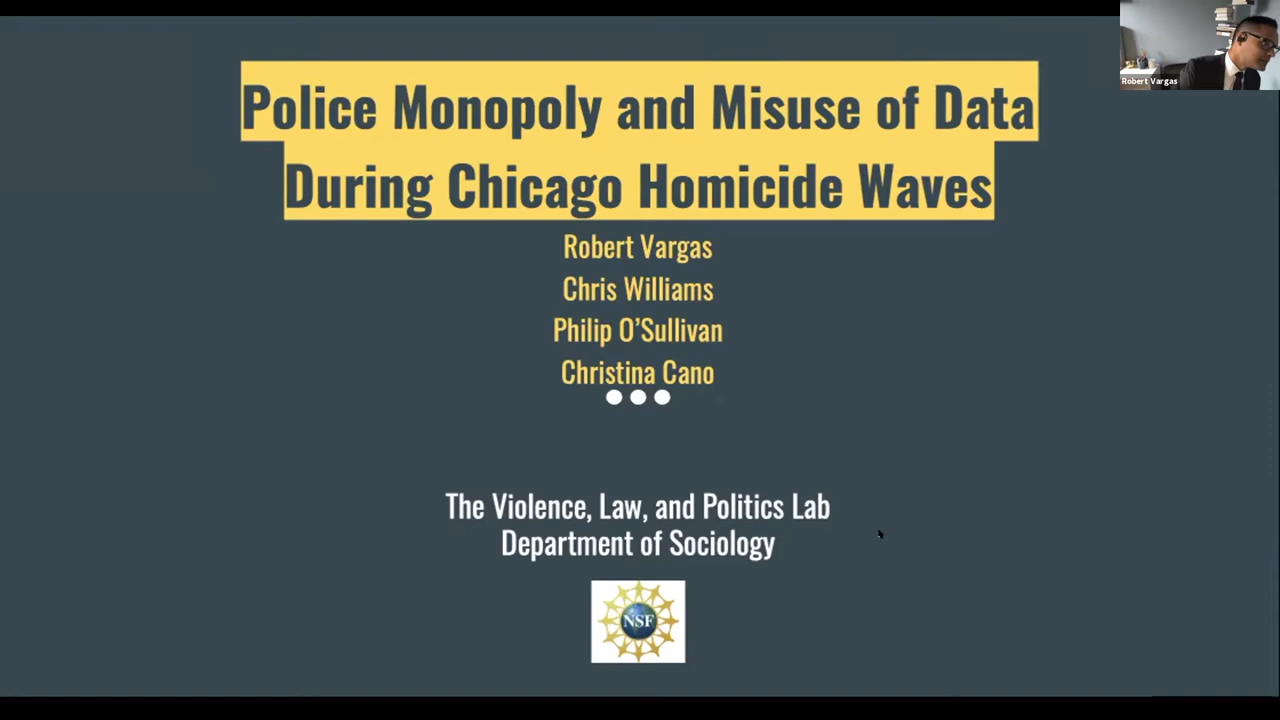 Police Monopoly and Misuse of Data
During Chicago Homicide Waves
Robert Vargas
Chris Williams
Philip O'Sullivan
Christina Cano
The Violence, Law, and Politics Lab
Department of Sociology
NSF
Robert Vargas